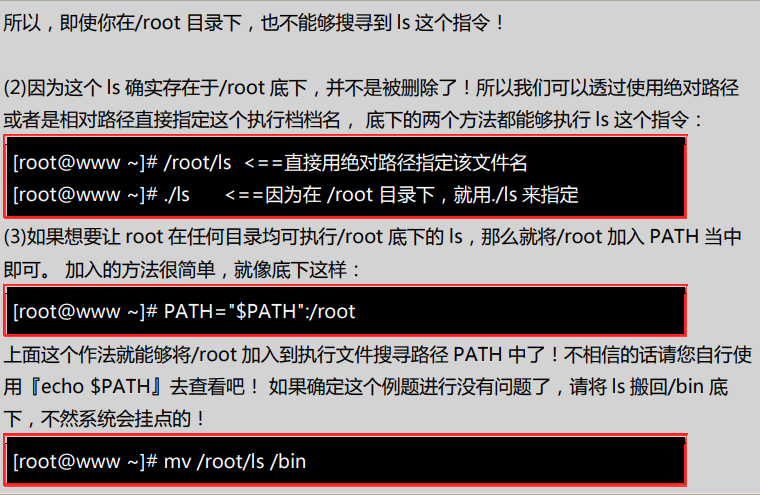 所以，即使你在/root 目录下，也不能够搜寻到 ls 这个指令！
(2)因为这个 ls 确实存在于/root 底下，并不是被删除了！所以我们可以透过使用绝对路径
或者是相对路径直接指定这个执行档档名， 底下的两个方法都能够执行 ls 这个指令：
[root@www ~]# /root/ls  <==直接用绝对路径指定该文件名
[root@www ~]# ./ls      <==因为在 /root 目录下，就用./ls 来指定
(3)如果想要让 root 在任何目录均可执行/root 底下的 ls，那么就将/root 加入 PATH 当中
即可。 加入的方法很简单，就像底下这样：
[root@www ~]# PATH="$PATH":/root
上面这个作法就能够将/root 加入到执行文件搜寻路径 PATH 中了！不相信的话请您自行使
用『echo $PATH』去查看吧！ 如果确定这个例题进行没有问题了，请将 ls 搬回/bin 底
下，不然系统会挂点的！
[root@www ~]# mv /root/ls /bin